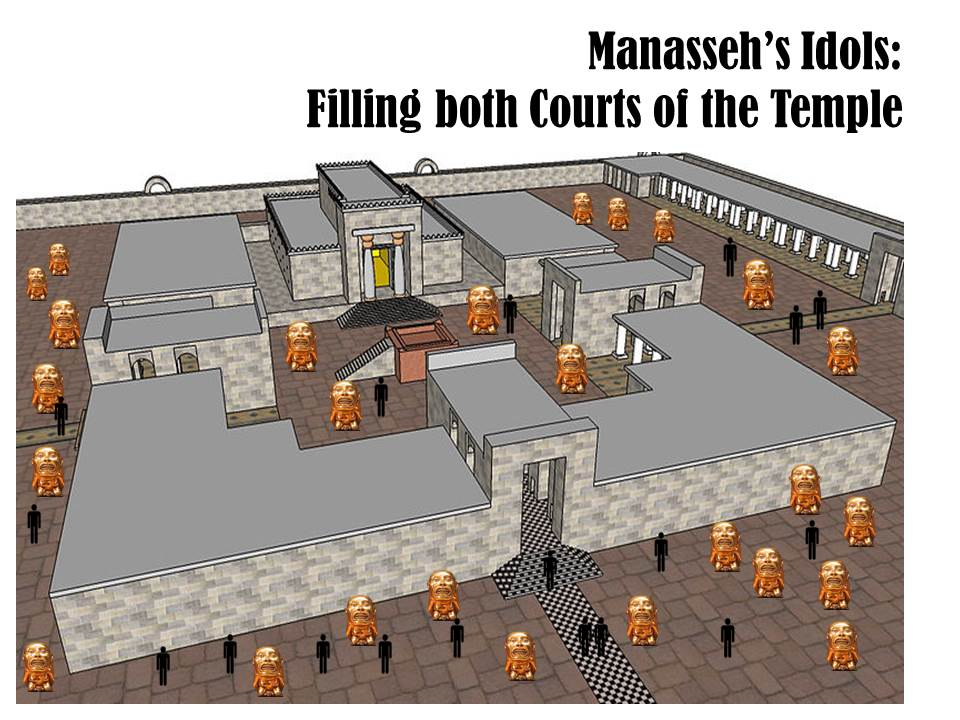 Manasseh's Idols:
Filling both Courts of the Temple